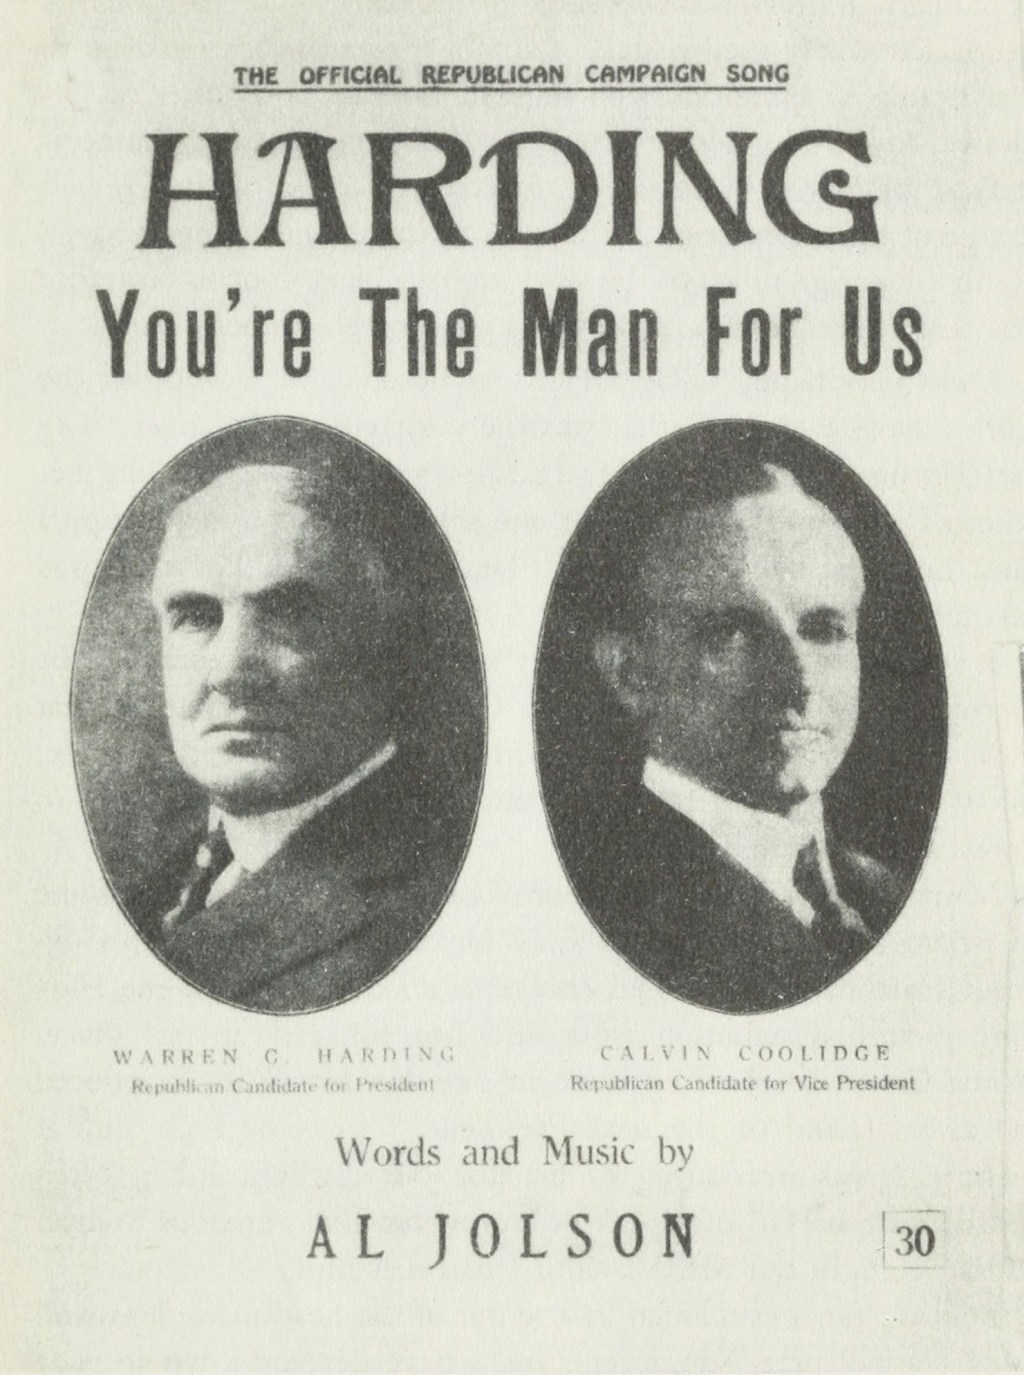 THE OFFICIAL REPUBLICAN CAMPAIGN SONG
HARDING
You're The Man For Us
WARREN G. HARDING
Republican Candidate for President
CALVIN COOLIDGE
Republican Candidate for Vice President
Words and Music by
AL JOLSON
30